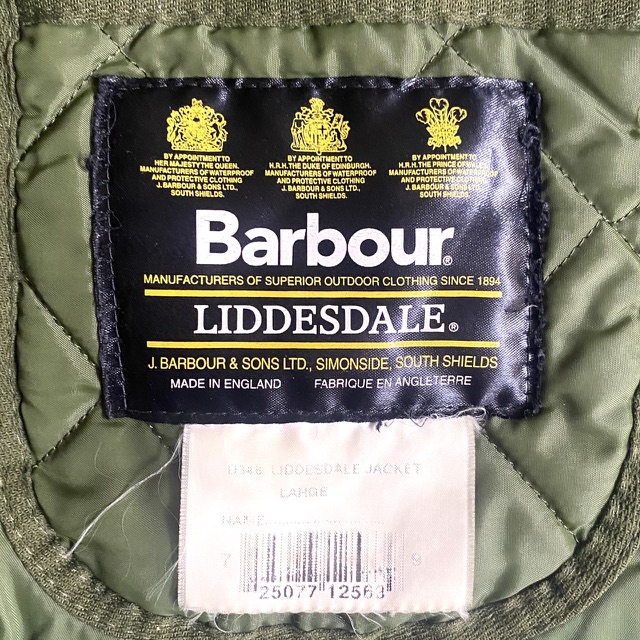 BY APPOINTMENT TO
HER MAJESTY THE QUEEN.
MANUFACTURERS OF WATERPROOF
AND PROTECTIVE CLOTHING
J. BARBOUR & SONS LTD.,
SOUTH SHIELDS.
BY APPOINTMENT TO
H.R.H. THE DUKE OF EDINBURGH.
MANUFACTURERS OF WATERPROOF
AND PROTECTIVE CLOTHING
J. BARBOUR & SONS LTD.,
SOUTH SHIELDS.
BY APPOINTMENT TO
H.R.H. THE PRINCE OF WALES.
MANUFACTURERS OF WATERPROOF
AND PROTECTIVE CLOTHING
J. BARBOUR & SONS LTD.,
SOUTH SHIELDS.
Barbour®
MANUFACTURERS OF SUPERIOR OUTDOOR CLOTHING SINCE 1894
LIDDESDALE®
J. BARBOUR & SONS LTD., SIMONSIDE, SOUTH SHIELDS
MADE IN ENGLAND FABRIQUE EN ANGLETERRE
LIDDESDALE JACKET
LARGE
NAME
7 25077 12563 9